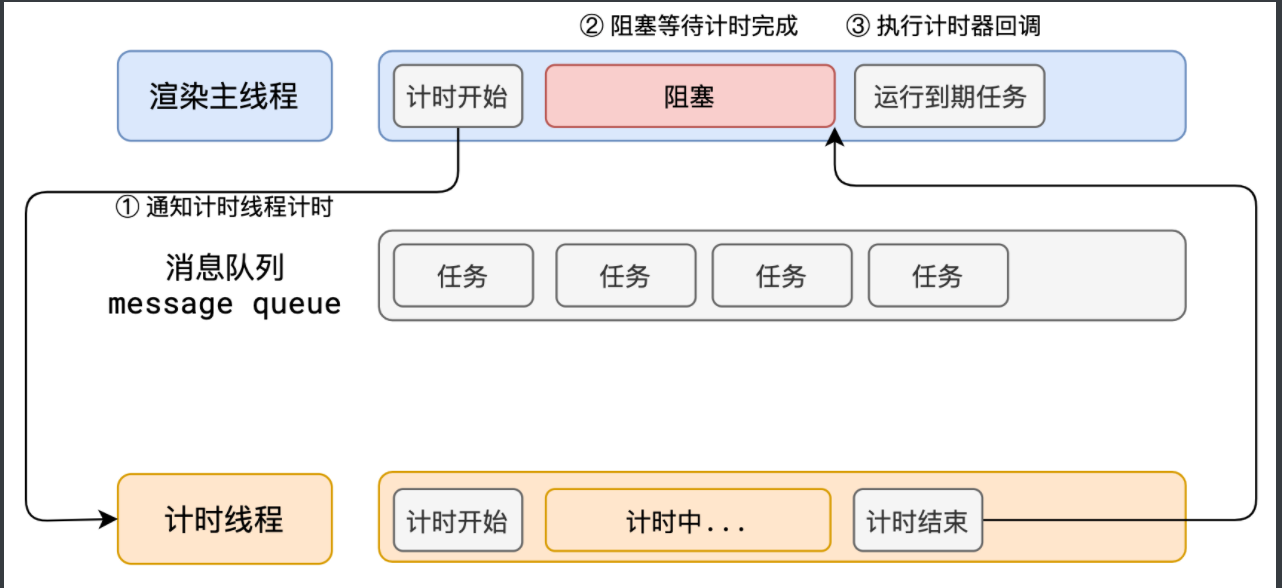 ② 阻塞等待计时完成
③ 执行计时器回调
渲染主线程
计时开始
阻塞
运行到期任务
① 通知计时线程计时
消息队列
message queue
任务
任务
任务
任务
计时线程
计时开始
计时中...
计时结束